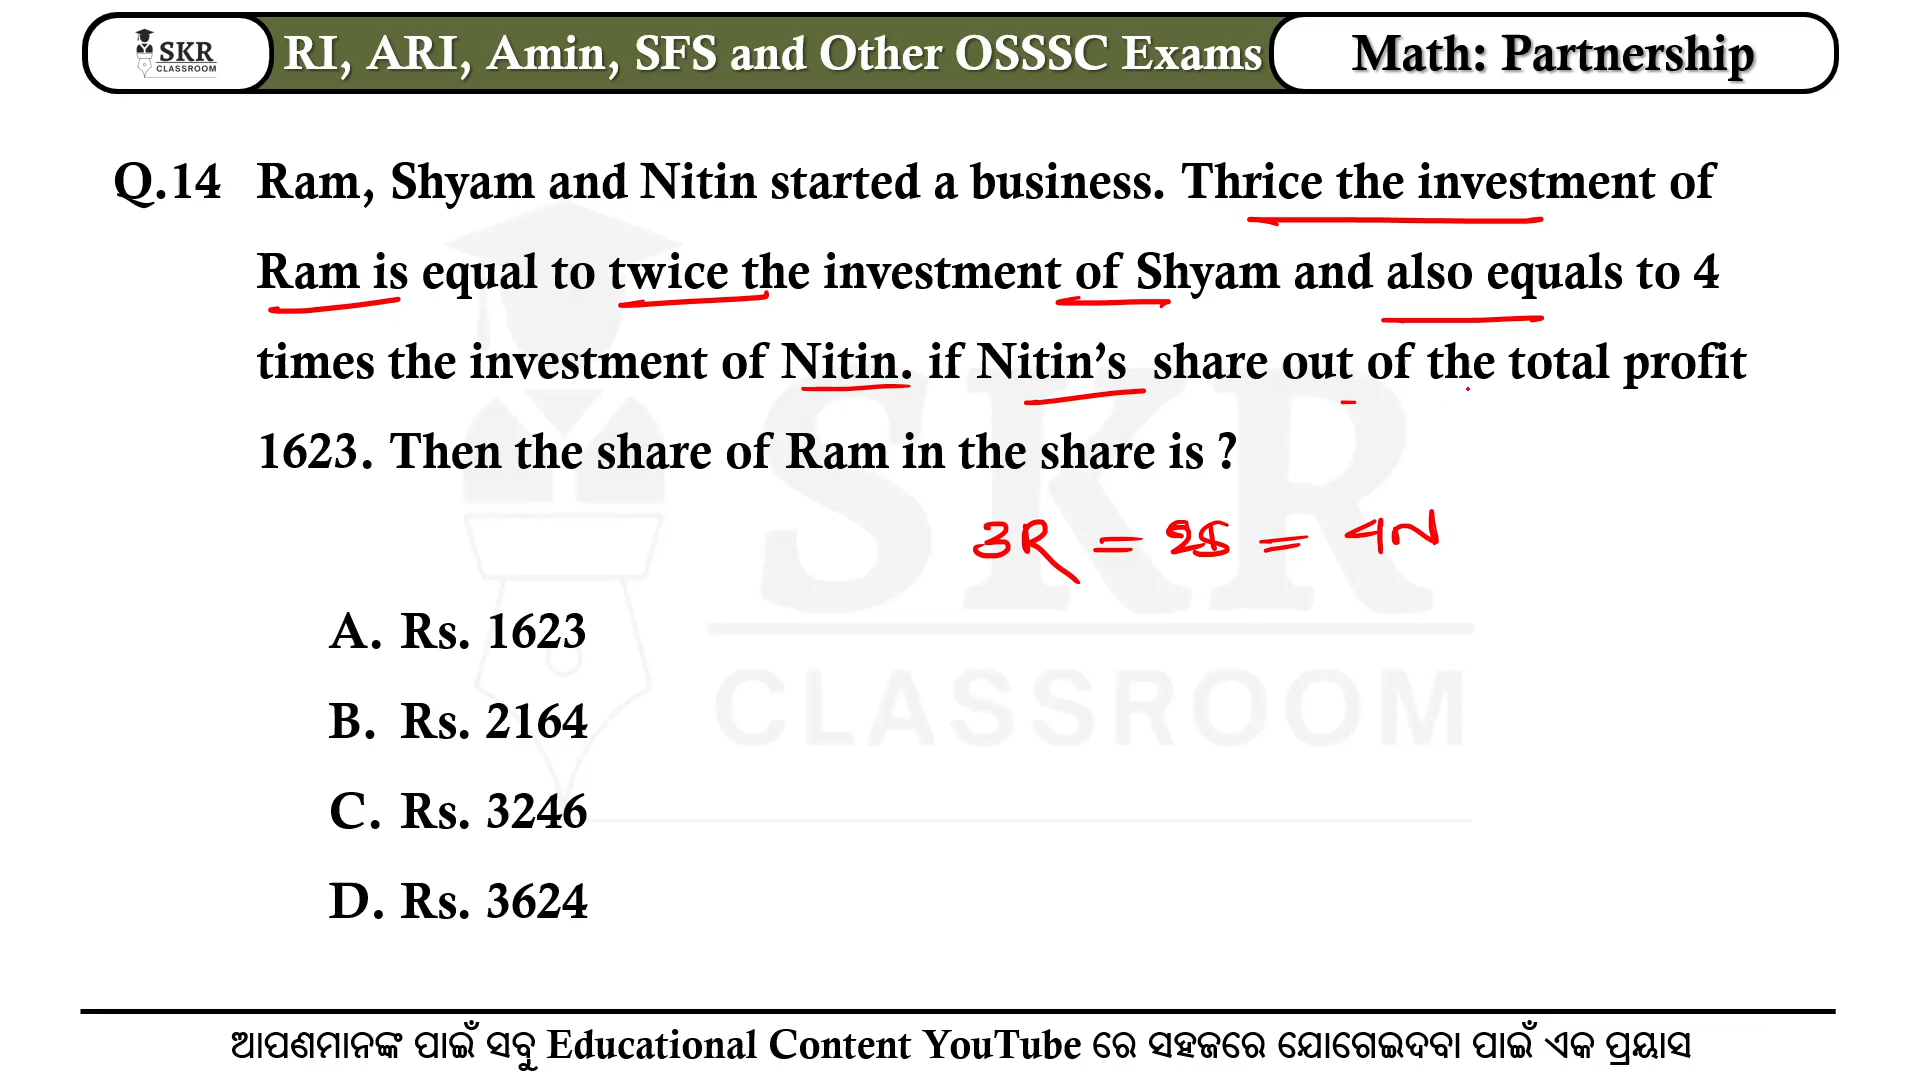 SKR
CLASSROOM
RI, ARI, Amin, SFS and Other OSSSC Exams
Math: Partnership
Q.14 Ram, Shyam and Nitin started a business. Thrice the investment of
Ram is equal to twice the investment of Shyam and also equals to 4
times the investment of Nitin. if Nitin's share out of the total profit
1623. Then the share of Ram in the share is ?
3R = 2S = 4N
A. Rs. 1623
B. Rs. 2164
C. Rs. 3246
D. Rs. 3624
SKR
CLASSROOM
ଆପଣମାନଙ୍କ ପାଇଁ ସବୁ Educational Content YouTube ରେ ସହଜରେ ଯୋଗେଇଦବା ପାଇଁ ଏକ ପ୍ରୟାସ